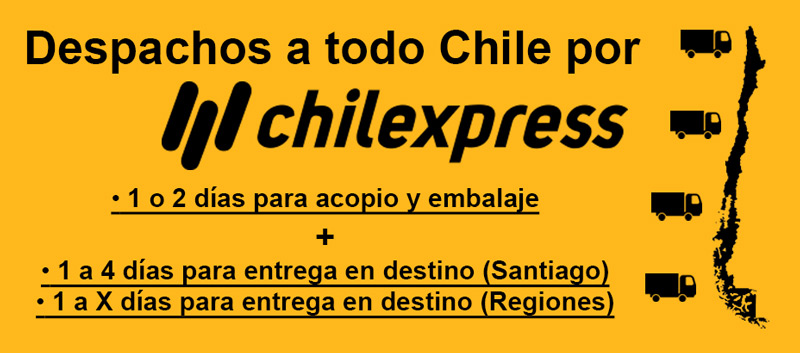 Despachos a todo Chile por
chilexpress
• 1 o 2 días para acopio y embalaje
+
• 1 a 4 días para entrega en destino (Santiago)
• 1 a X días para entrega en destino (Regiones)